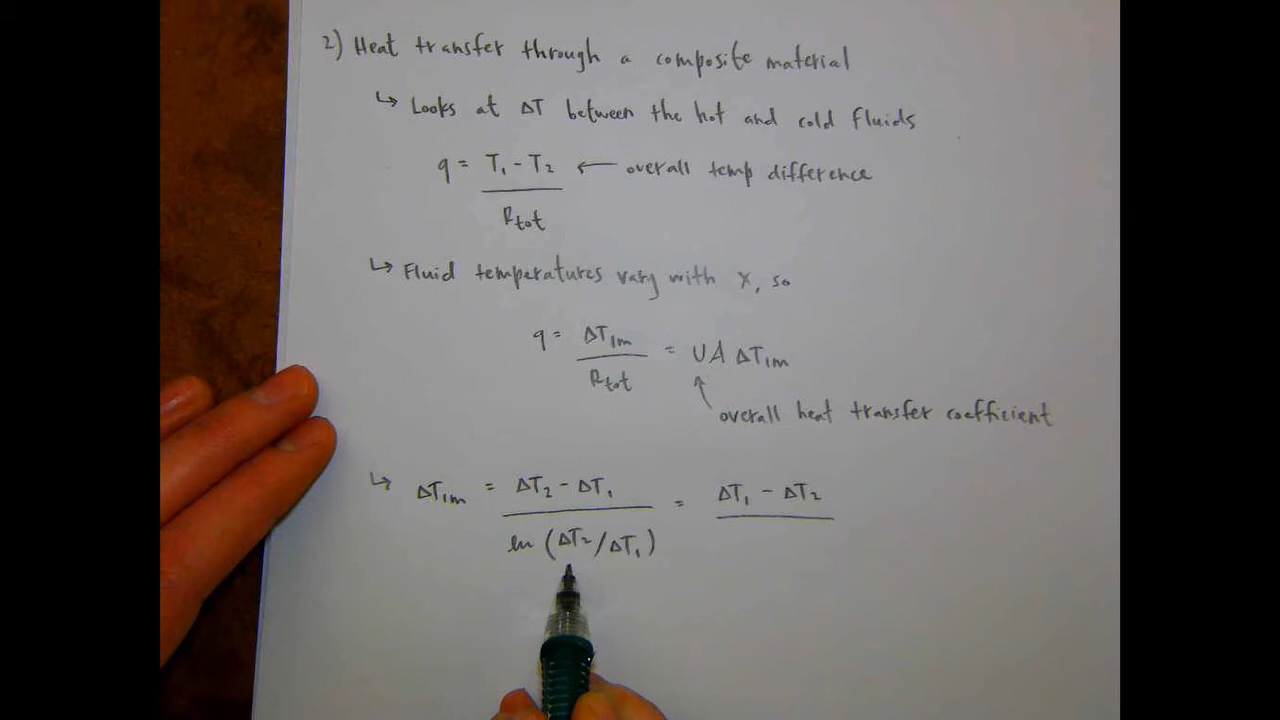 2) Heat transfer through a composite material
↳ Looks at ΔT between the hot and cold fluids
q = T₁ - T₂ ← overall temp difference
R_tot
↳ Fluid temperatures vary with x, so
q = ΔT_lm / R_tot = UA ΔT_lm
↑ overall heat transfer coefficient
↳ ΔT_lm = ΔT₂ - ΔT₁ = ΔT₁ - ΔT₂
ln (ΔT₂/ΔT₁)